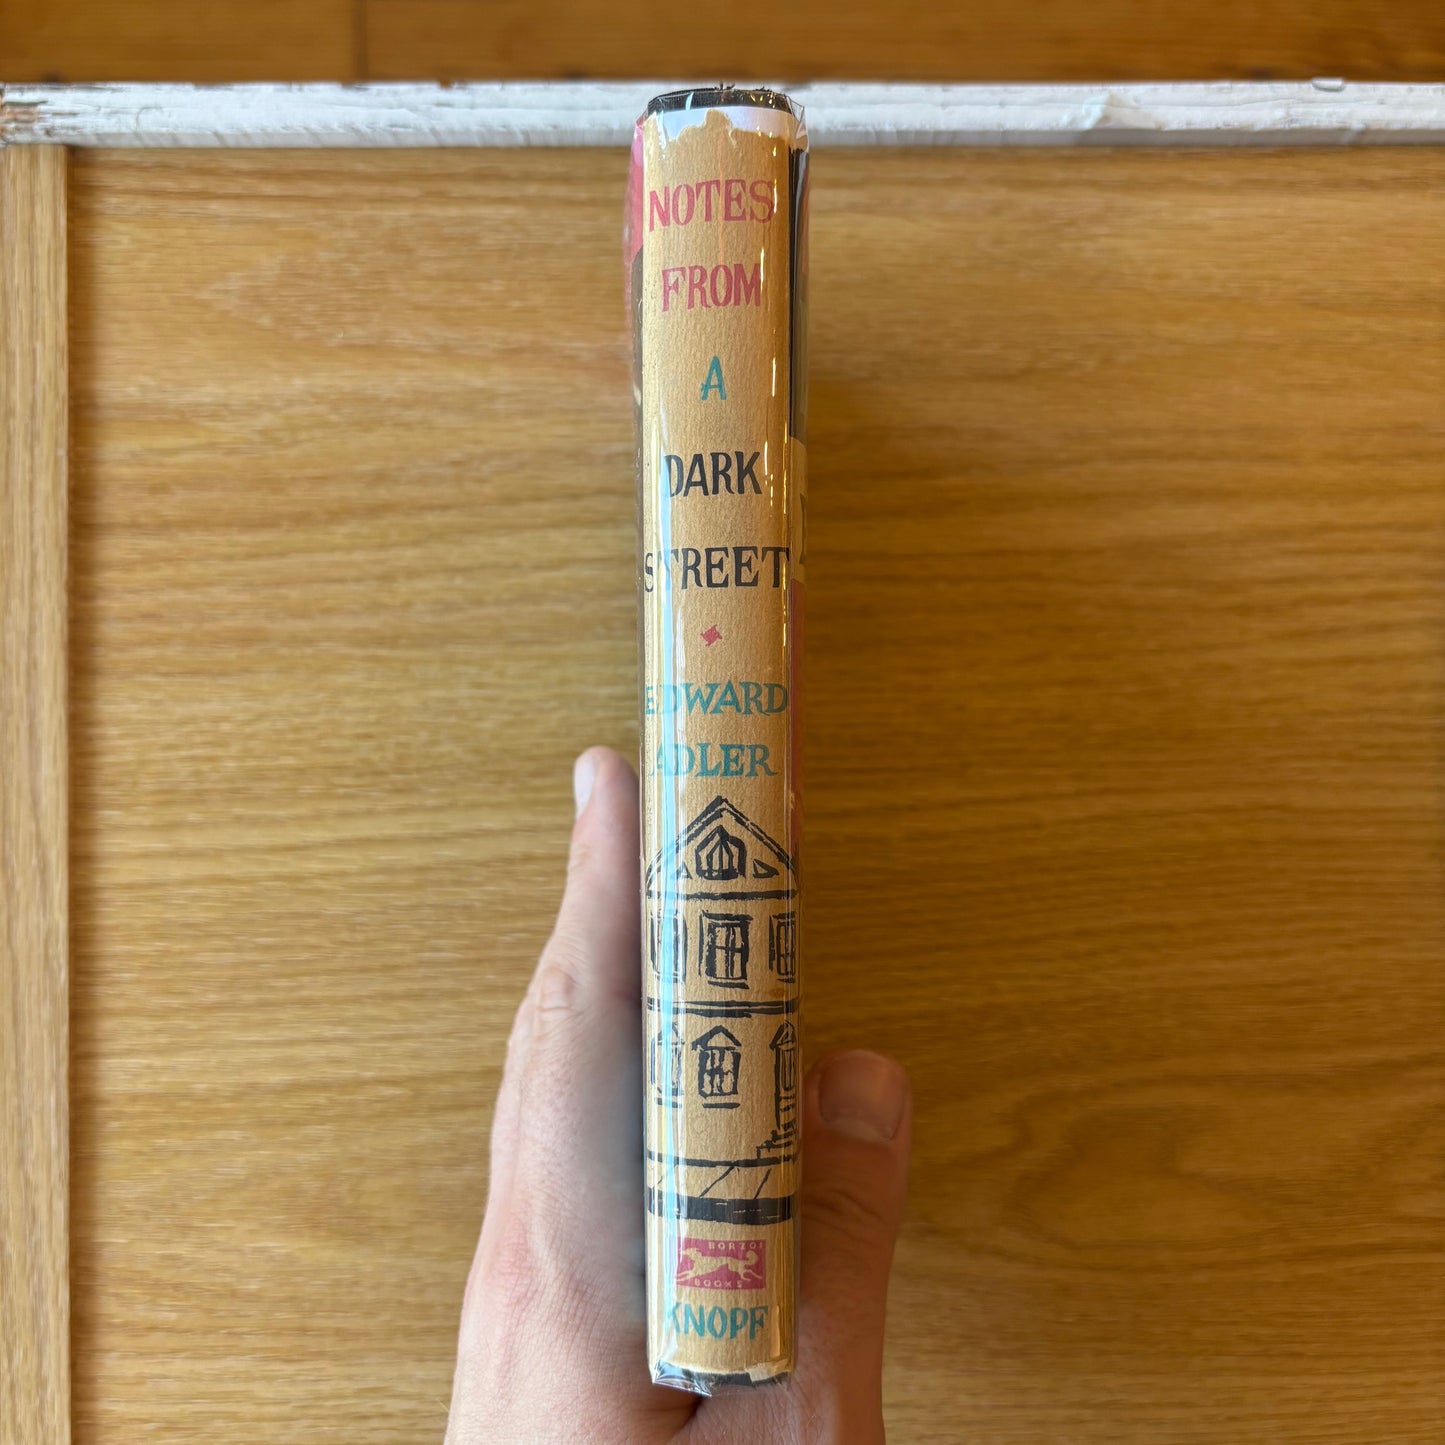 NOTES
FROM
A
DARK
STREET
EDWARD
ADLER
BORZOI
BOOKS
KNOPF